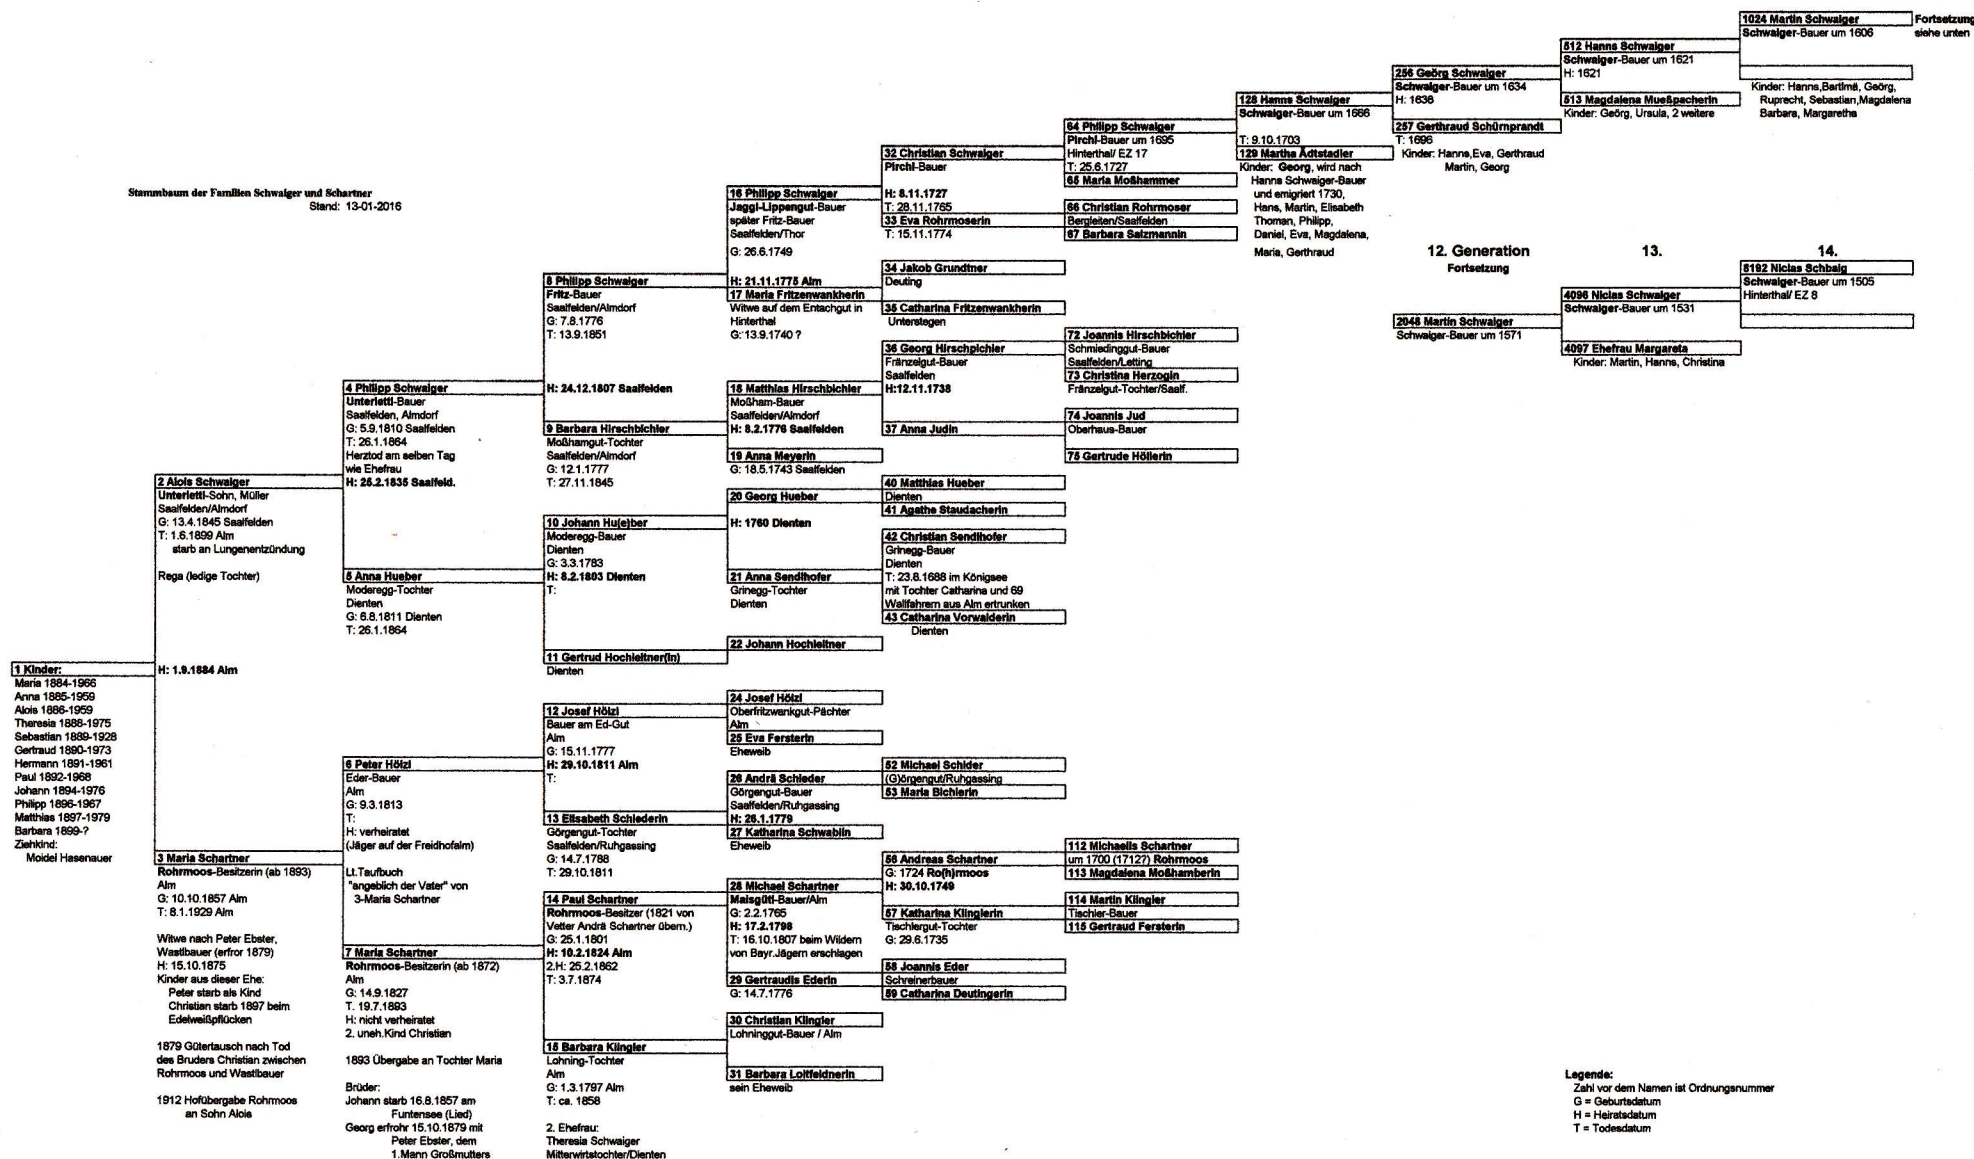 Stammbaum der Familien Schwaiger und Schartner
Stand: 13-01-2016
1 Kinder:
Maria 1884-1966
Anna 1885-1959
Alois 1886-1959
Theresia 1888-1975
Sebastian 1889-1928
Gertraud 1890-1973
Hermann 1891-1961
Paul 1892-1968
Johann 1894-1976
Philipp 1896-1967
Matthias 1897-1979
Barbara 1899-?
Ziehkind:
Moidel Hasenauer
2 Alois Schwaiger
Unterlettl-Sohn, Müller
Saalfelden/Almdorf
G: 13.4.1845 Saalfelden
T: 1.6.1899 Alm
starb an Lungenentzündung
Rega (ledige Tochter)
H: 1.9.1884 Alm
3 Maria Schartner
Rohrmoos-Besitzerin (ab 1893)
Alm
G: 10.10.1857 Alm
T: 8.1.1929 Alm
Witwe nach Peter Ebster,
Wastlbauer (erfror 1879)
H: 15.10.1875
Kinder aus dieser Ehe:
Peter starb als Kind
Christian starb 1897 beim
Edelweißpflücken
1879 Gütertausch nach Tod
des Bruders Christian zwischen
Rohrmoos und Wastlbauer
1912 Hofübergabe Rohrmoos
an Sohn Alois
4 Philipp Schwaiger
Unterlettl-Bauer
Saalfelden, Almdorf
G: 5.9.1810 Saalfelden
T: 26.1.1864
Herztod am selben Tag
wie Ehefrau
H: 25.2.1835 Saalfeld.
5 Anna Hueber
Moderegg-Tochter
Dienten
G: 6.8.1811 Dienten
T: 26.1.1864
6 Peter Hölzl
Eder-Bauer
Alm
G: 9.3.1813
T:
H: verheiratet
(Jäger auf der Freidhofalm)
Lt.Taufbuch
"angeblich der Vater" von
3-Maria Schartner
7 Maria Schartner
Rohrmoos-Besitzerin (ab 1872)
Alm
G: 14.9.1827
T. 19.7.1893
H: nicht verheiratet
2. uneh.Kind Christian
1893 Übergabe an Tochter Maria
Brüder:
Johann starb 16.8.1857 am
Funtensee (Lied)
Georg erfrohr 15.10.1879 mit
Peter Ebster, dem
1.Mann Großmutters
8 Philipp Schwaiger
Fritz-Bauer
Saalfelden/Almdorf
G: 7.8.1776
T: 13.9.1851
H: 24.12.1807 Saalfelden
9 Barbara Hirschbichler
Moßhamgut-Tochter
Saalfelden/Almdorf
G: 12.1.1777
T: 27.11.1845
10 Johann Hu(e)ber
Moderegg-Bauer
Dienten
G: 3.3.1783
H: 8.2.1803 Dienten
T:
11 Gertrud Hochleitner(in)
Dienten
12 Josef Hölzl
Bauer am Ed-Gut
Alm
G: 15.11.1777
H: 29.10.1811 Alm
T:
13 Elisabeth Schiederin
Görgengut-Tochter
Saalfelden/Ruhgassing
G: 14.7.1788
T: 29.10.1811
14 Paul Schartner
Rohrmoos-Besitzer (1821 von
Vetter Andrä Schartner übern.)
G: 25.1.1801
H: 10.2.1824 Alm
2.H: 25.2.1862
T: 3.7.1874
15 Barbara Klingler
Lohning-Tochter
Alm
G: 1.3.1797 Alm
T: ca. 1858
2. Ehefrau:
Theresia Schwaiger
Mitterwirtstochter/Dienten
16 Philipp Schwaiger
Jaggl-Lippengut-Bauer
später Fritz-Bauer
Saalfelden/Thor
G: 26.6.1749
H: 21.11.1775 Alm
17 Maria Fritzenwankherin
Witwe auf dem Entachgut in
Hinterthal
G: 13.9.1740 ?
18 Matthias Hirschbichler
Moßham-Bauer
Saalfelden/Almdorf
H: 8.2.1776 Saalfelden
19 Anna Meyerin
G: 18.5.1743 Saalfelden
20 Georg Hueber
H: 1760 Dienten
21 Anna Sendlhofer
Grinegg-Tochter
Dienten
22 Johann Hochleitner
24 Josef Hölzl
Oberfritzwankgut-Pächter
Alm
25 Eva Fersterin
Eheweib
26 Andrä Schieder
Görgengut-Bauer
Saalfelden/Ruhgassing
H: 26.1.1779
27 Katharina Schwablin
Eheweib
28 Michael Schartner
Maisgütl-Bauer/Alm
G: 2.2.1765
H: 17.2.1798
T: 16.10.1807 beim Wildern
von Bayr.Jägern erschlagen
29 Gertraudis Ederin
G: 14.7.1776
30 Christian Klingler
Lohninggut-Bauer / Alm
31 Barbara Loitfeldnerin
sein Eheweib
32 Christian Schwaiger
Pirchl-Bauer
H: 8.11.1727
T: 28.11.1765
33 Eva Rohrmoserin
T: 15.11.1774
34 Jakob Grundtner
Deuting
35 Catharina Fritzenwankherin
Unterstegen
36 Georg Hirschpichler
Fränzelgut-Bauer
Saalfelden
H:12.11.1738
37 Anna Judin
40 Matthias Hueber
Dienten
41 Agathe Staudacherin
42 Christian Sendlhofer
Grinegg-Bauer
Dienten
T: 23.8.1688 im Königsee
mit Tochter Catharina und 69
Wallfahrern aus Alm ertrunken
43 Catharina Vorwalderin
Dienten
52 Michael Schider
(G)örgengut/Ruhgassing
53 Maria Bichlerin
56 Andreas Schartner
G: 1724 Ro(h)rmoos
H: 30.10.1749
57 Katharina Klinglerin
Tischlergut-Tochter
G: 29.6.1735
58 Joannis Eder
Schreinerbauer
59 Catharina Deutingerin
64 Philipp Schwaiger
Pirchl-Bauer um 1695
Hinterthal/ EZ 17
T: 25.6.1727
65 Maria Moßhammer
66 Christian Rohrmoser
Bergleiten/Saalfelden
67 Barbara Salzmannin
72 Joannis Hirschbichler
Schmiedinggut-Bauer
Saalfelden/Letting
73 Christina Herzogin
Fränzelgut-Tochter/Saalf.
74 Joannis Jud
Oberhaus-Bauer
75 Gertrude Höllerin
112 Michaelis Schartner
um 1700 (1712?) Rohrmoos
113 Magdalena Moßhamberin
114 Martin Klingler
Tischler-Bauer
115 Gertraud Fersterin
128 Hanns Schwaiger
Schwaiger-Bauer um 1666
T: 9.10.1703
129 Martha Ädtstadler
Kinder: Georg, wird nach
Hanns Schwaiger-Bauer
und emigriert 1730,
Hans, Martin, Elisabeth
Thoman, Philipp,
Daniel, Eva, Magdalena,
Maria, Gerthraud
256 Geörg Schwaiger
Schwaiger-Bauer um 1634
H: 1636
257 Gerthraud Schürnprandt
T: 1696
Kinder: Hanns,Eva, Gerthraud
Martin, Georg
512 Hanns Schwaiger
Schwaiger-Bauer um 1621
H: 1621
513 Magdalena Mueßpacherin
Kinder: Geörg, Ursula, 2 weitere
1024 Martin Schwaiger
Schwaiger-Bauer um 1606
Kinder: Hanns,Bartlmä, Geörg,
Ruprecht, Sebastian,Magdalena
Barbara, Margaretha
Fortsetzung
siehe unten
12. Generation
Fortsetzung
13.
14.
2048 Martin Schwaiger
Schwaiger-Bauer um 1571
4096 Niclas Schwaiger
Schwaiger-Bauer um 1531
4097 Ehefrau Margareta
Kinder: Martin, Hanns, Christina
8192 Niclas Schbaig
Schwaiger-Bauer um 1505
Hinterthal/ EZ 8
Legende:
Zahl vor dem Namen ist Ordnungsnummer
G = Geburtsdatum
H = Heiratsdatum
T = Todesdatum